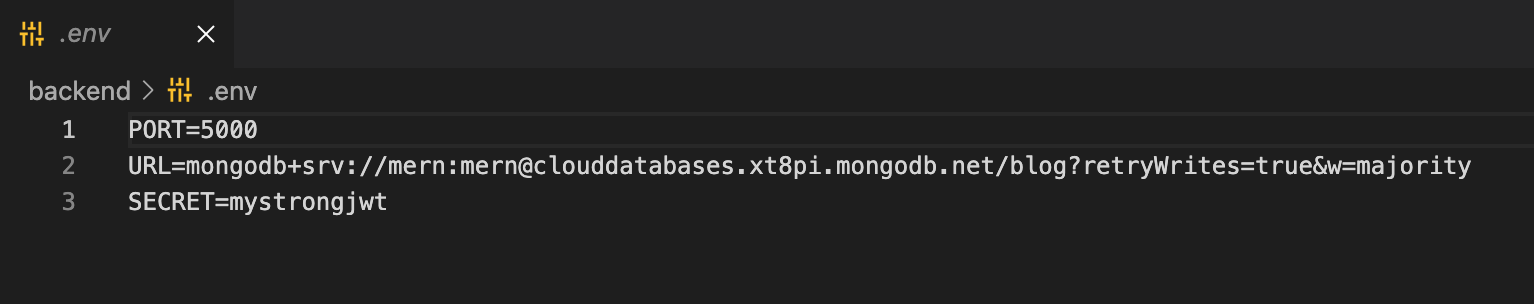 .env
backend > .env
1 PORT=5000
2 URL=mongodb+srv://mern:mern@clouddatabases.xt8pi.mongodb.net/blog?retryWrites=true&w=majority
3 SECRET=mystrongjwt